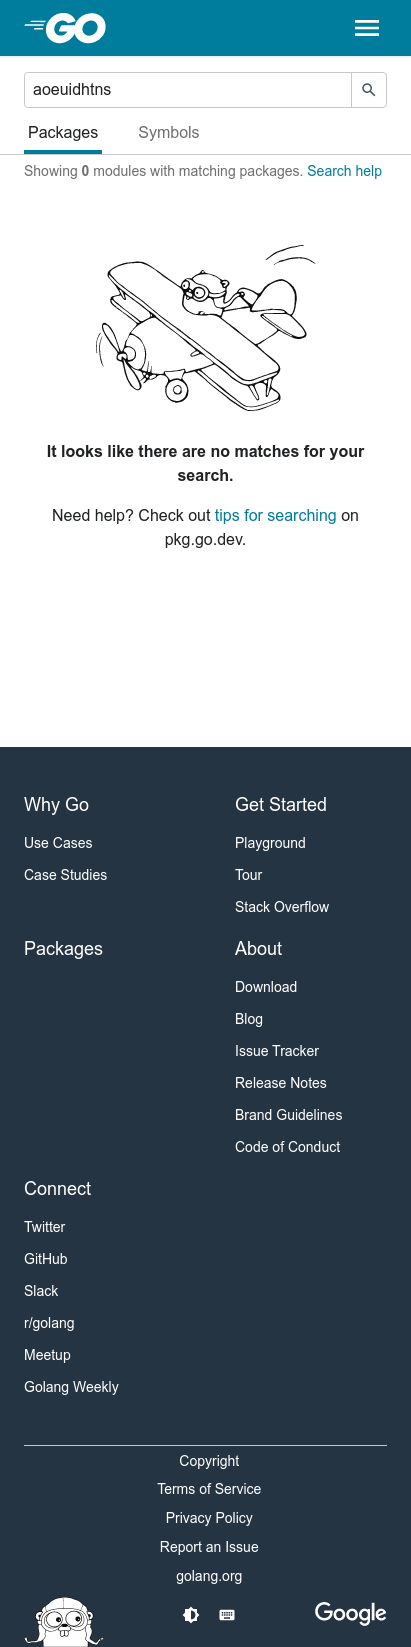 GO
aoeuidhtns
Packages Symbols
Showing 0 modules with matching packages. Search help
It looks like there are no matches for your
search.
Need help? Check out tips for searching on
pkg.go.dev.
Why Go
Use Cases
Case Studies
Get Started
Playground
Tour
Stack Overflow
Packages
About
Download
Blog
Issue Tracker
Release Notes
Brand Guidelines
Code of Conduct
Connect
Twitter
GitHub
Slack
r/golang
Meetup
Golang Weekly
Copyright
Terms of Service
Privacy Policy
Report an Issue
golang.org
Google